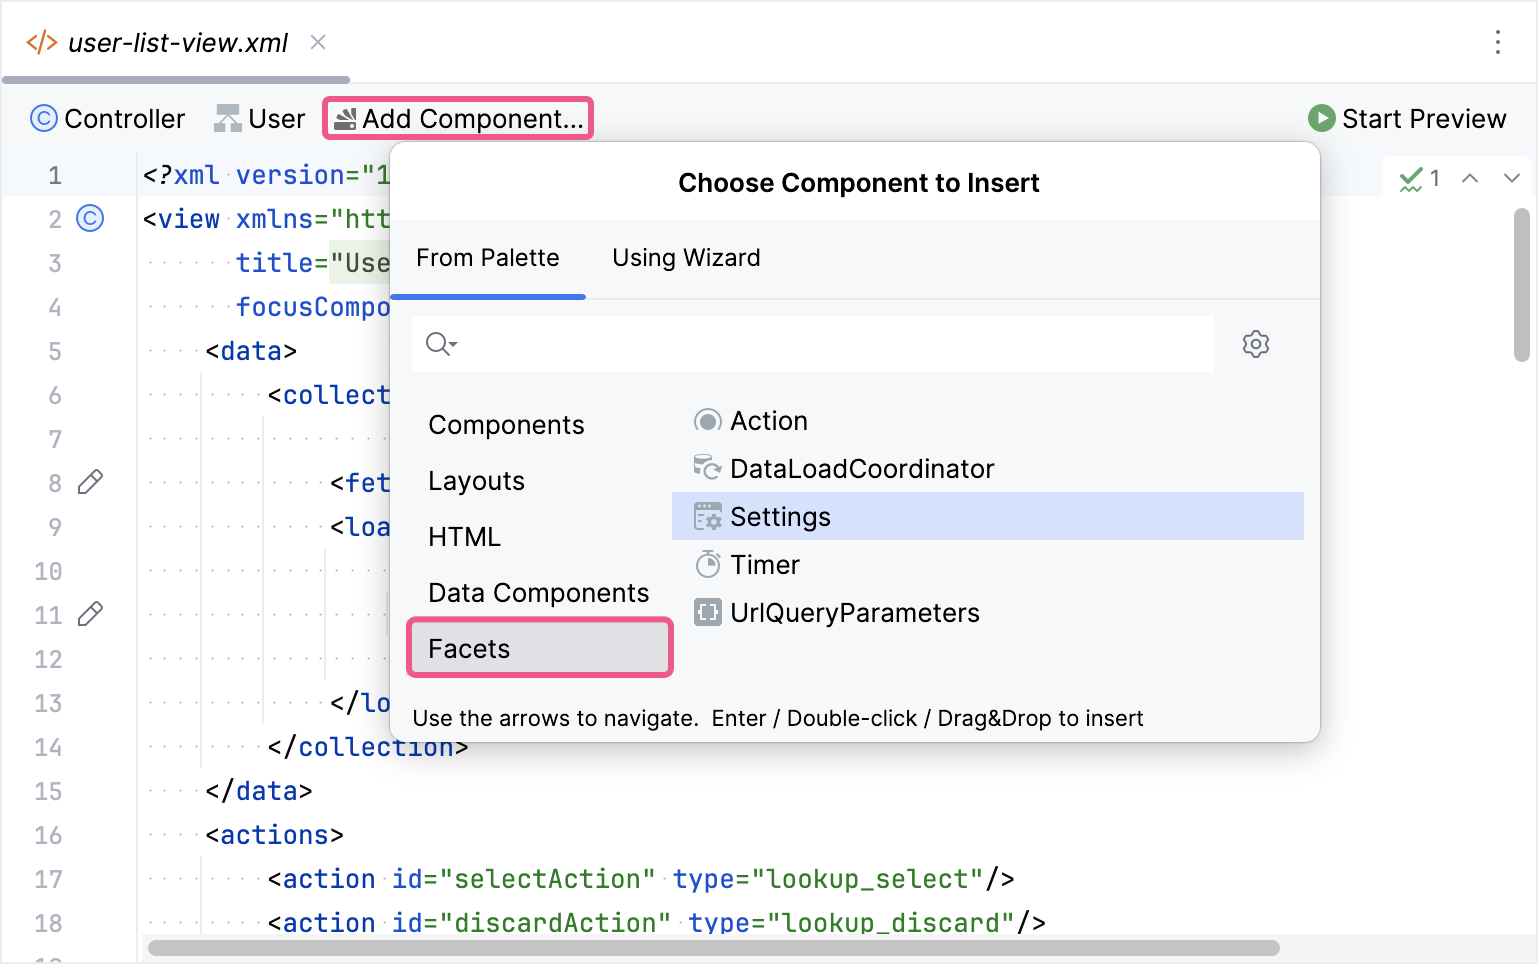 </> user-list-view.xml ×
C Controller User Add Component... Start Preview
Choose Component to Insert
From Palette Using Wizard
Components
Layouts
HTML
Data Components
Facets
Action
DataLoadCoordinator
Settings
Timer
UrlQueryParameters
Use the arrows to navigate. Enter / Double-click / Drag&Drop to insert
1 <?xml version="1
1
2 C <view xmlns="htt
3 title="Use
4 focusCompo
5 <data>
6 <collect
7
8 <fet
9 <loa
10
11
12
13 </lo
14 </collection>
15 </data>
16 <actions>
17 <action id="selectAction" type="lookup_select"/>
18 <action id="discardAction" type="lookup_discard"/>